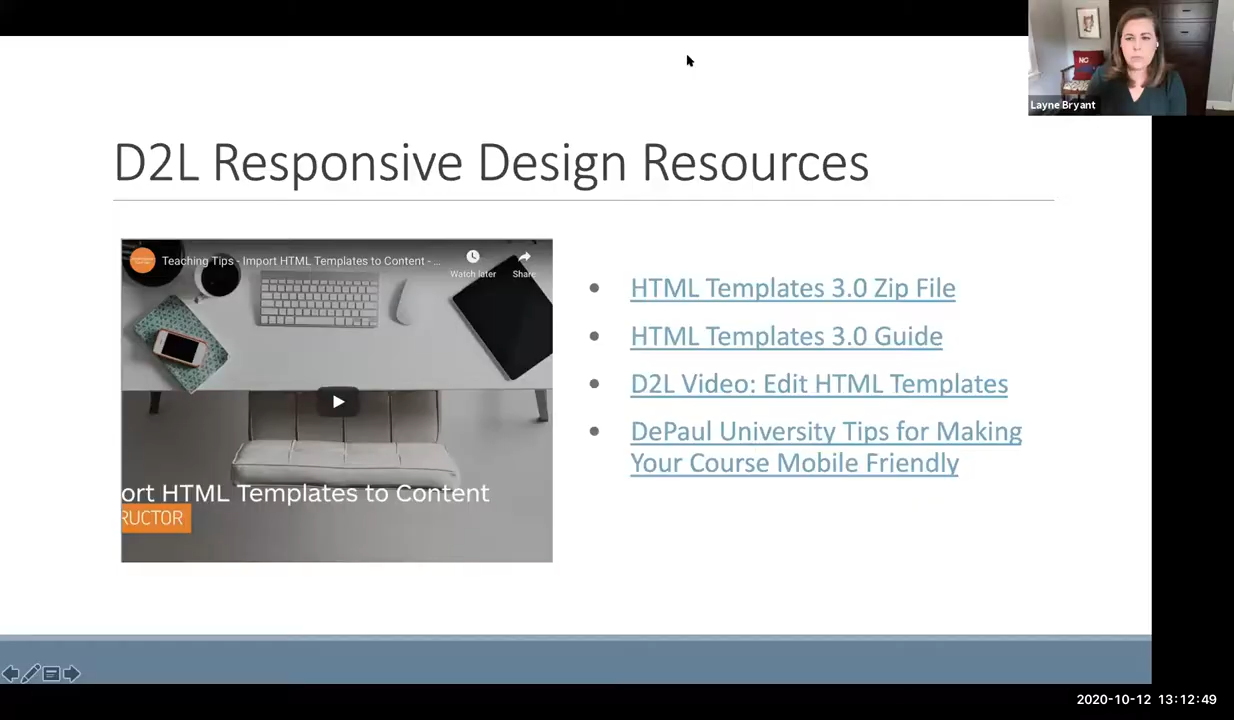 NC
Layne Bryant
D2L Responsive Design Resources
Teaching Tips - Import HTML Templates to Content - ...
Watch later
Share
ort HTML Templates to Content
RUCTOR
HTML Templates 3.0 Zip File
HTML Templates 3.0 Guide
D2L Video: Edit HTML Templates
DePaul University Tips for Making
Your Course Mobile Friendly
2020-10-12 13:12:49